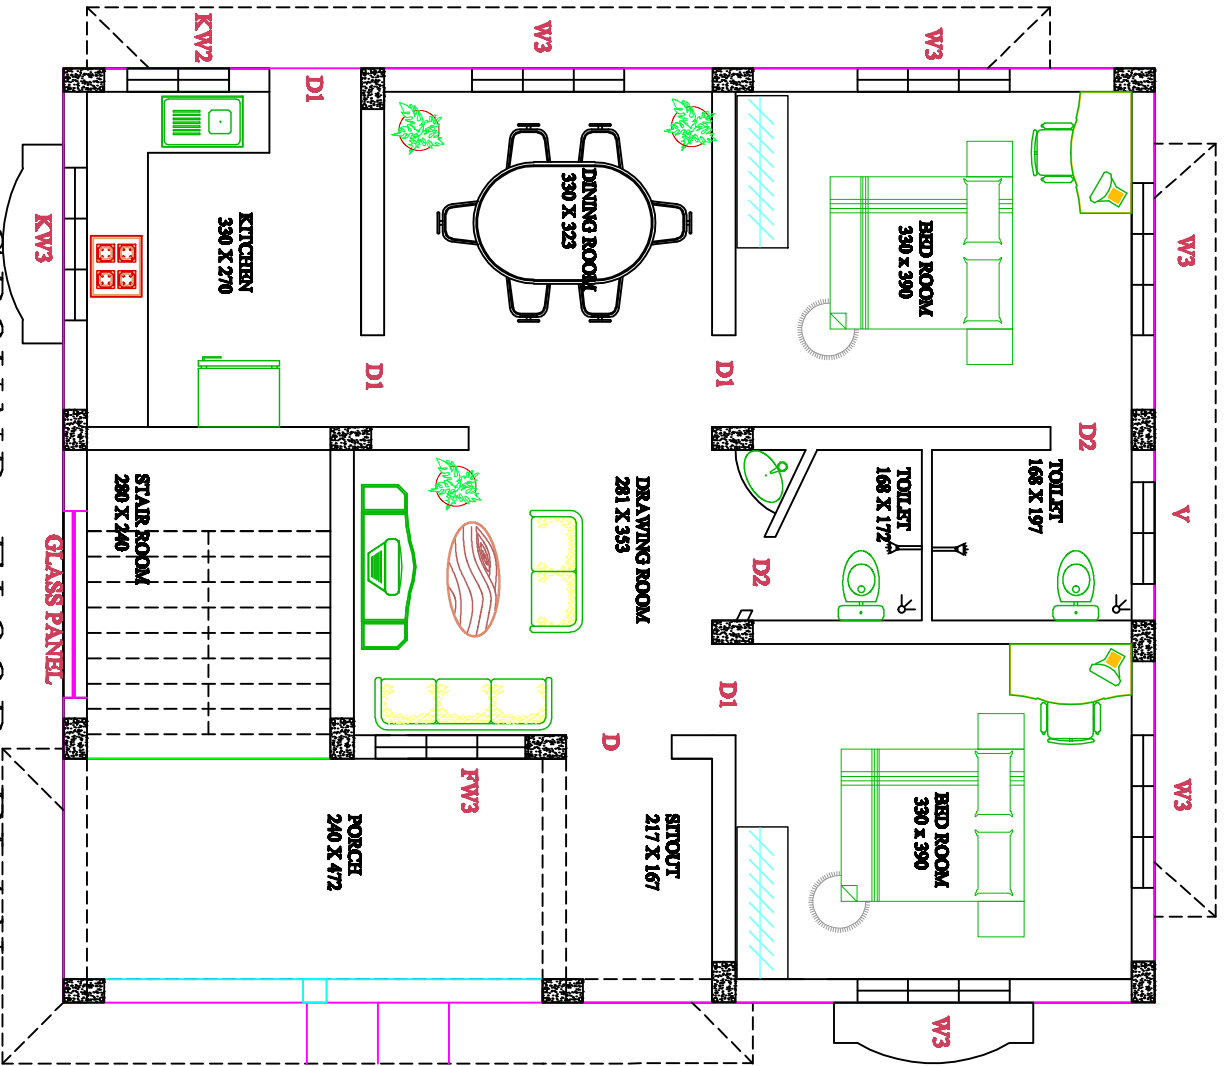 W3
V
W3
D2
TOILET
168 X 197
W3
BED ROOM
330 x 390
TOILET
168 X 172
BED ROOM
330 x 390
W3
D2
D1
D1
W3
DINING ROOM
330 X 323
DRAWING ROOM
281 X 353
D
SITOUT
217 X 167
FW3
D1
D1
PORCH
240 X 472
KW2
KITCHEN
330 X 270
STAIR ROOM
280 X 240
KW3
GLASS PANEL